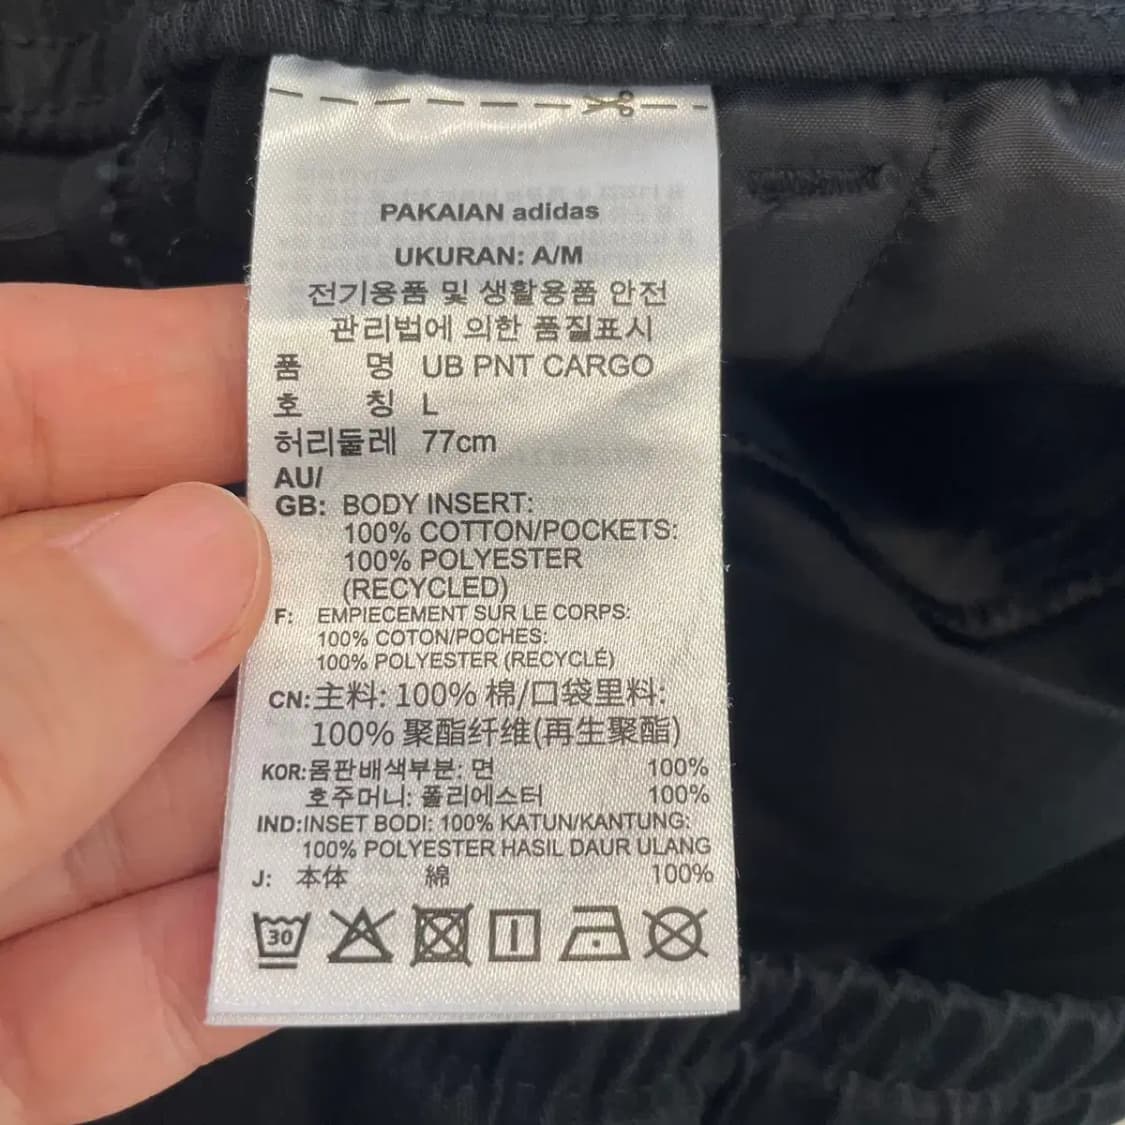 PAKAIAN adidas
UKURAN: A/M
전기용품 및 생활용품 안전
관리법에 의한 품질표시
품 명 UB PNT CARGO
호 칭 L
허리둘레 77cm
AU/
GB: BODY INSERT:
100% COTTON/POCKETS:
100% POLYESTER
(RECYCLED)
F: EMPIECEMENT SUR LE CORPS:
100% COTON/POCHES:
100% POLYESTER (RECYCLÉ)
CN:主料: 100% 棉/口袋里料:
100% 聚酯纤维(再生聚酯)
KOR:몸판배색부분: 면 100%
호주머니: 폴리에스터 100%
IND:INSET BODI: 100% KATUN/KANTUNG:
100% POLYESTER HASIL DAUR ULANG
J: 本体 綿 100%
30